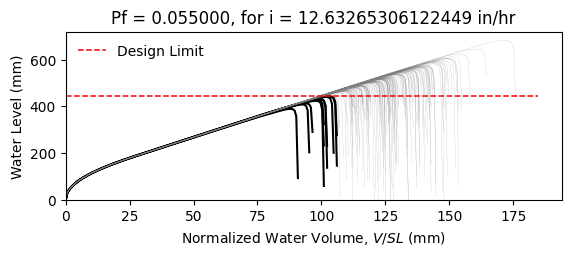 Pf = 0.055000, for i = 12.63265306122449 in/hr
Design Limit
Water Level (mm)
600
400
200
0
0 25 50 75 100 125 150 175
Normalized Water Volume, V/SL (mm)